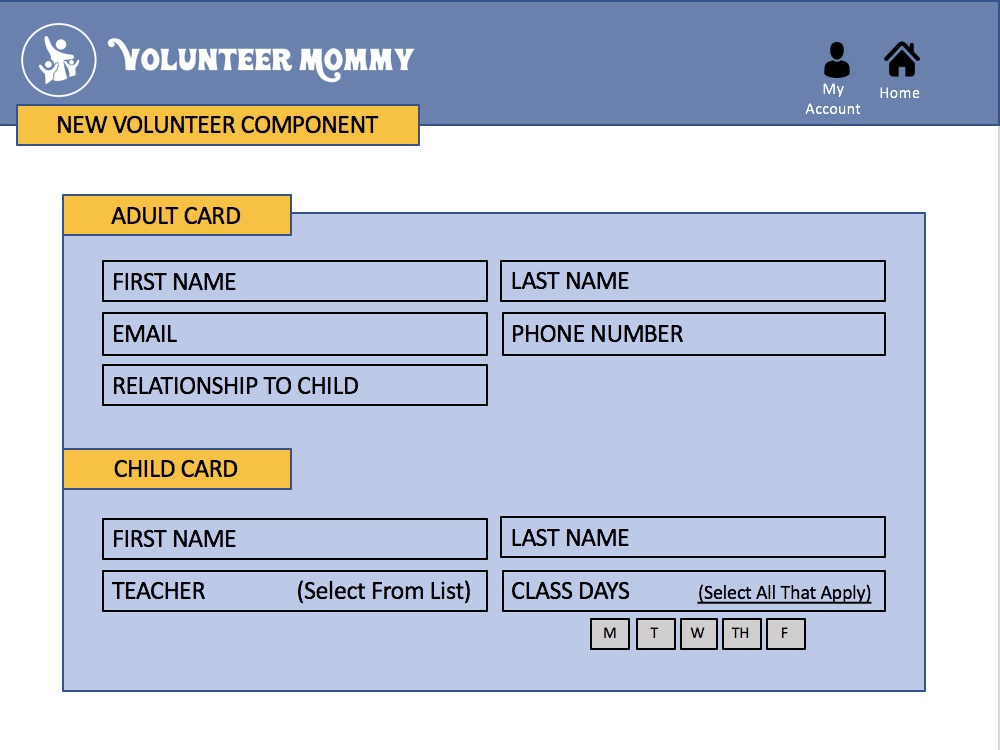 VOLUNTEER MOMMY
My
Account
Home
NEW VOLUNTEER COMPONENT
ADULT CARD
FIRST NAME
LAST NAME
EMAIL
PHONE NUMBER
RELATIONSHIP TO CHILD
CHILD CARD
FIRST NAME
LAST NAME
TEACHER (Select From List)
CLASS DAYS (Select All That Apply)
M T W TH F